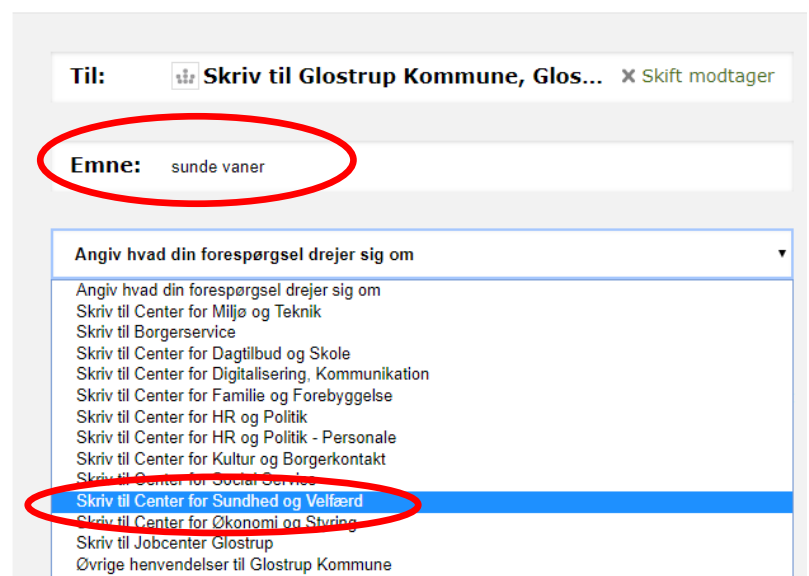 Til: Skriv til Glostrup Kommune, Glos... Skift modtager
Emne: sunde vaner
Angiv hvad din forespørgsel drejer sig om
Angiv hvad din forespørgsel drejer sig om
Skriv til Center for Miljø og Teknik
Skriv til Borgerservice
Skriv til Center for Dagtilbud og Skole
Skriv til Center for Digitalisering, Kommunikation
Skriv til Center for Familie og Forebyggelse
Skriv til Center for HR og Politik
Skriv til Center for HR og Politik - Personale
Skriv til Center for Kultur og Borgerkontakt
Skriv til Center for Social Service
Skriv til Center for Sundhed og Velfærd
Skriv til Center for Økonomi og Styring
Skriv til Jobcenter Glostrup
Øvrige henvendelser til Glostrup Kommune